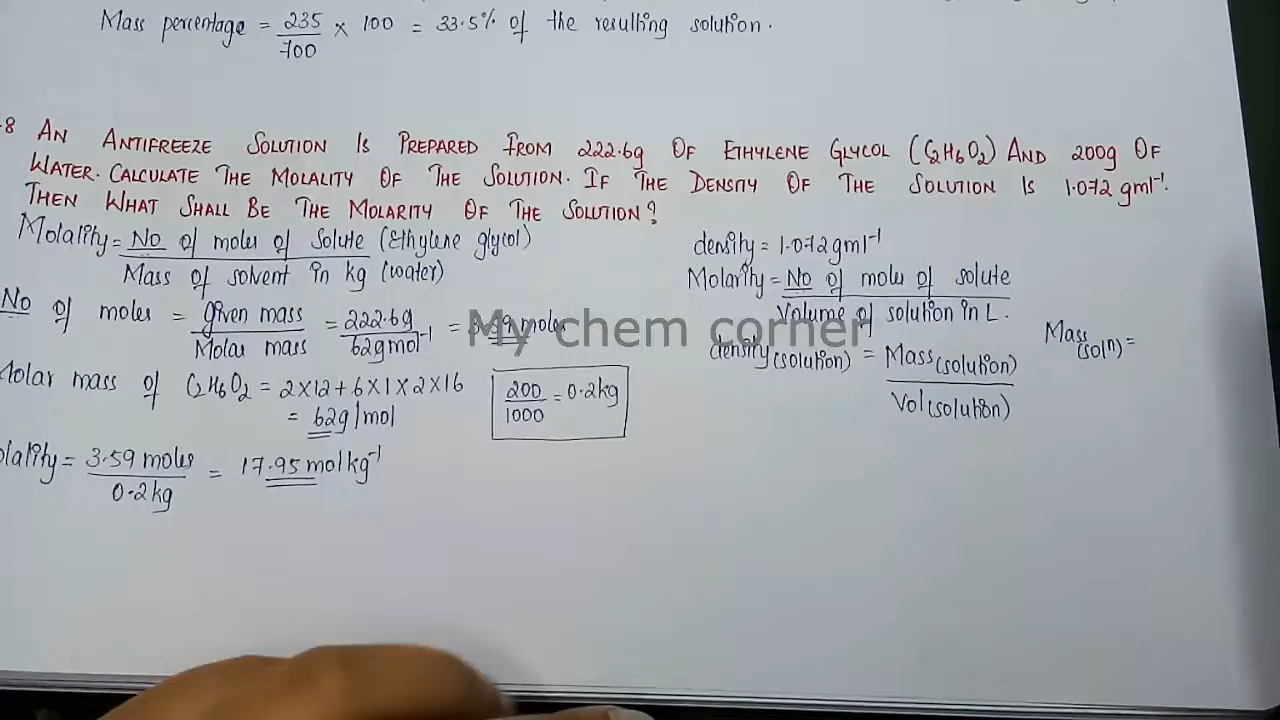 Mass percentage = 235/700 × 100 = 33.5% of the resulting solution.
8 AN ANTIFREEZE SOLUTION IS PREPARED FROM 222.6g OF ETHYLENE GLYCOL (C2H6O2) AND 200g OF
WATER. CALCULATE THE MOLALITY OF THE SOLUTION. IF THE DENSITY OF THE SOLUTION IS 1.072 gml⁻¹.
THEN WHAT SHALL BE THE MOLARITY OF THE SOLUTION?
Molality = No of moles of solute (Ethylene glycol)
Mass of solvent in kg (water)
No of moles = given mass / Molar mass = 222.6g / 62gmol⁻¹ = 3.59 moles
Molar mass of C2H6O2 = 2×12+6×1×2×16
= 62g/mol
200/1000 = 0.2kg
olality = 3.59 moles / 0.2kg = 17.95 molkg⁻¹
density = 1.072gml⁻¹
Molarity = No of moles of solute
Volume of solution in L.
density(solution) = Mass(solution) / Vol(solution)
Mass(solⁿ) =
My chem corner